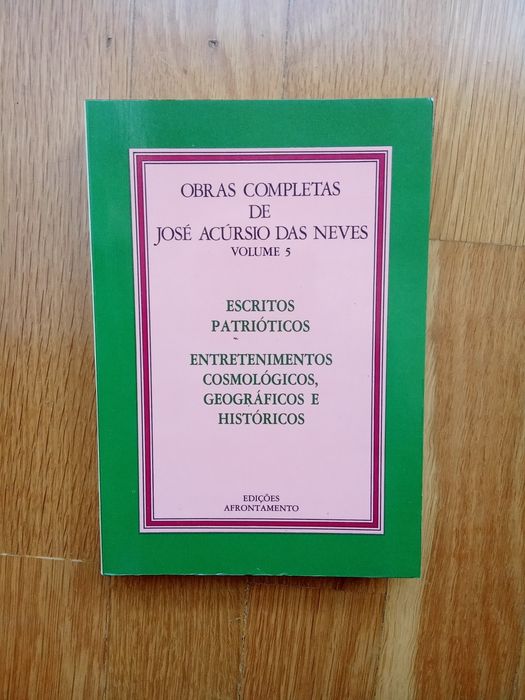 OBRAS COMPLETAS
DE
JOSÉ ACÚRSIO DAS NEVES
VOLUME 5
ESCRITOS
PATRIÓTICOS
ENTRETENIMENTOS
COSMOLÓGICOS,
GEOGRÁFICOS E
HISTÓRICOS
EDIÇÕES
AFRONTAMENTO